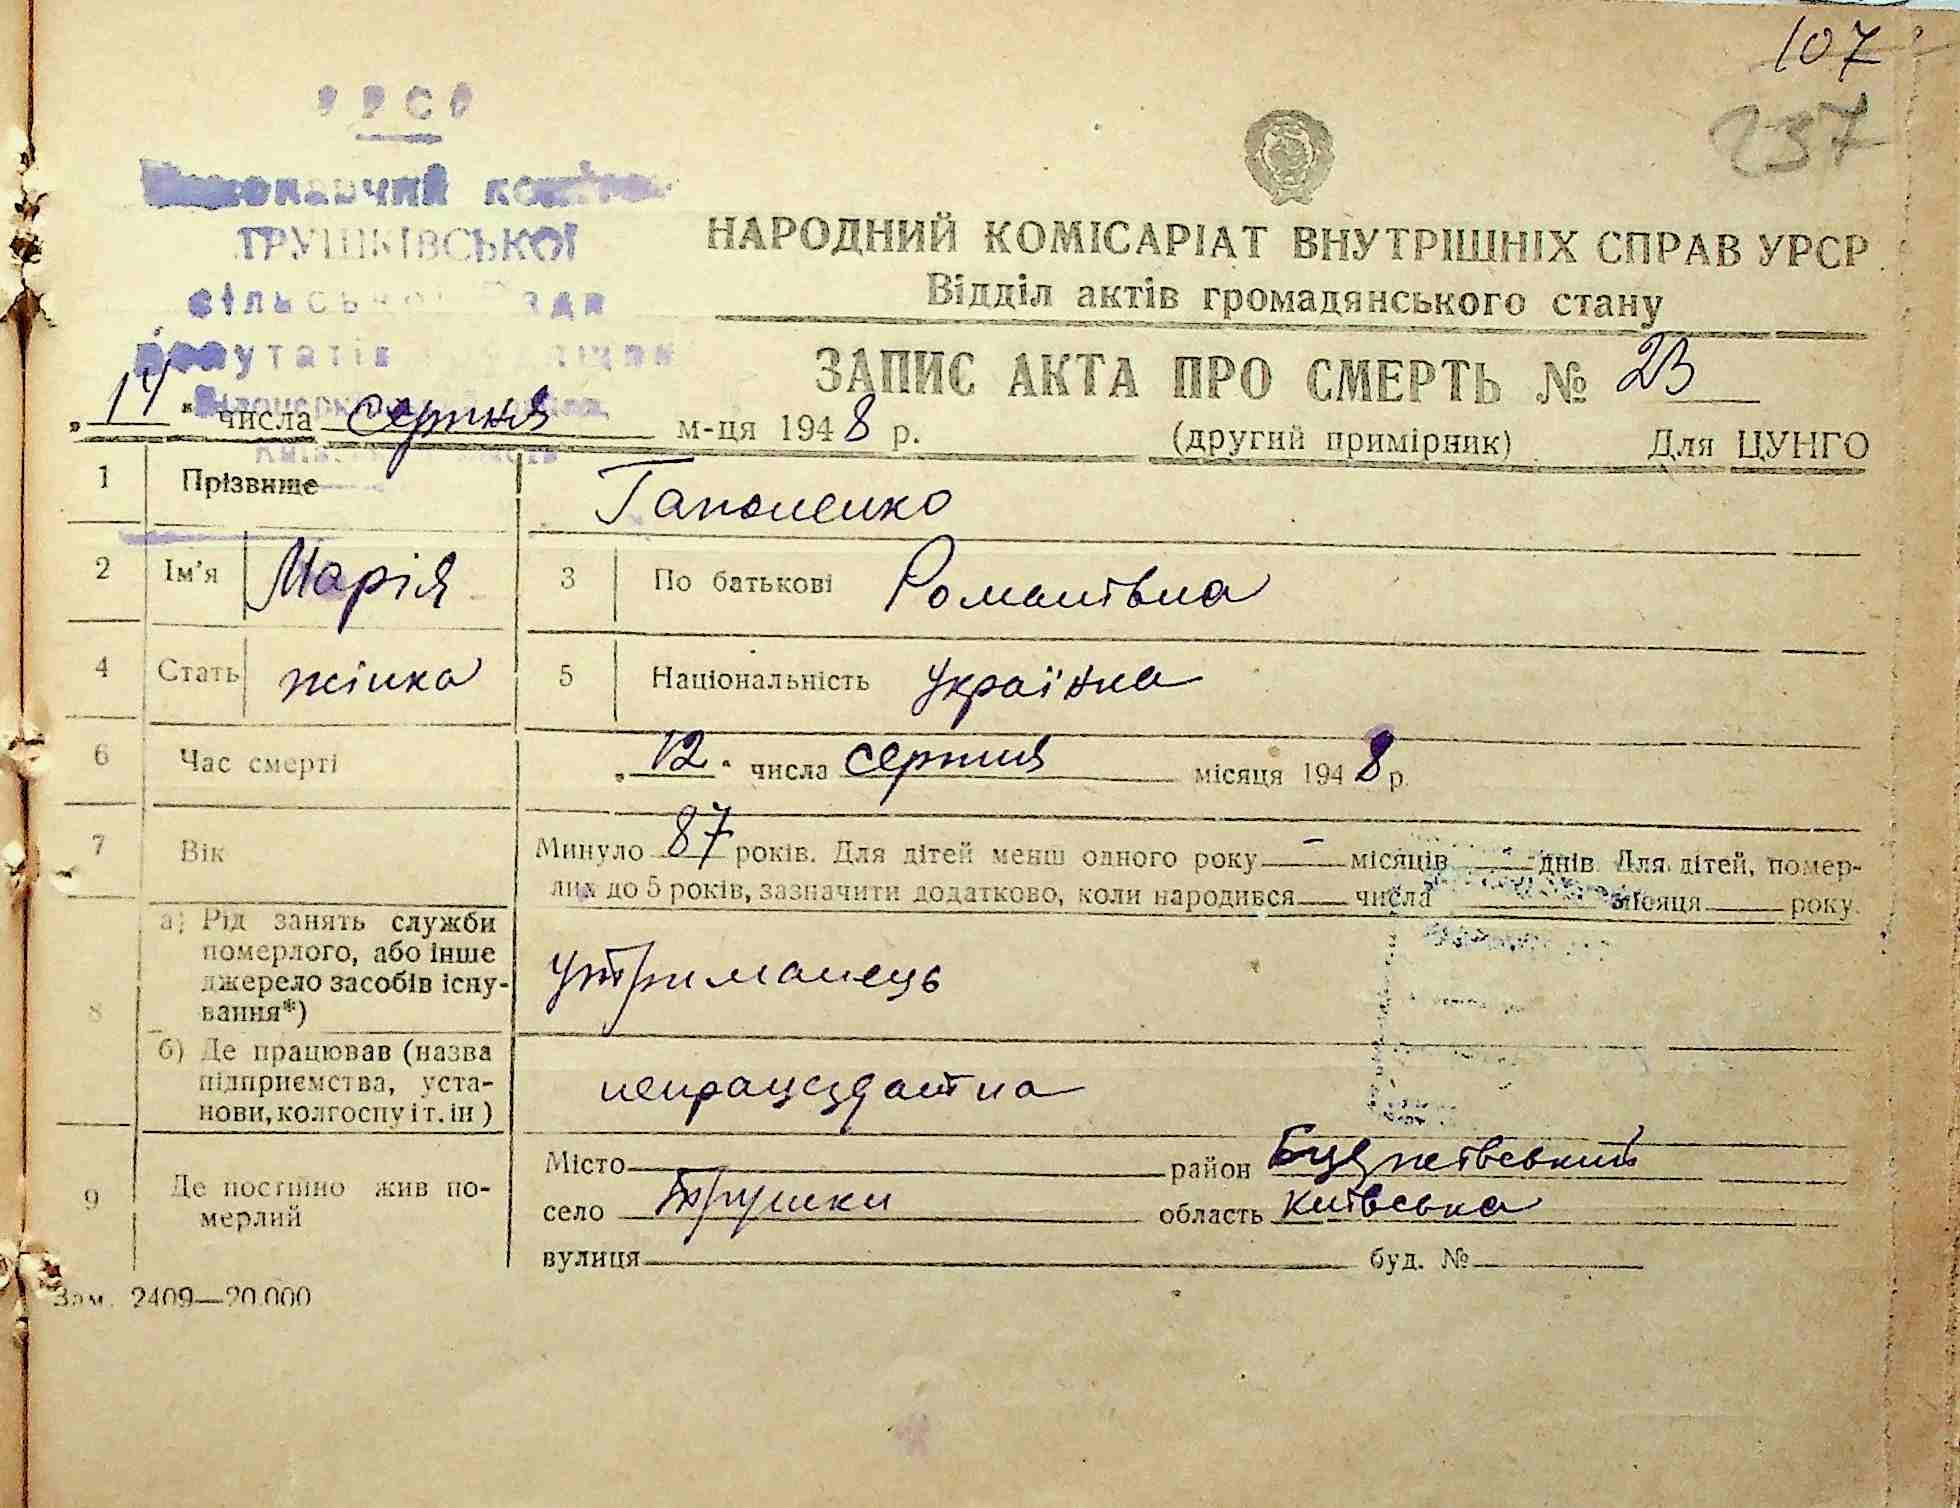 107
237
УРСР
Виконавчий комітет
ТРУШКІВСЬКОЇ
сільської Ради
депутатів трудящих
НАРОДНИЙ КОМІСАРІАТ ВНУТРІШНІХ СПРАВ УРСР
Відділ актів громадянського стану
ЗАПИС АКТА ПРО СМЕРТЬ № 23
„14" числа серпня м-ця 1948 р. (другий примірник) Для ЦУНГО
1 Прізвище Гапоненко
2 Ім'я Марія 3 По батькові Романівна
4 Стать жінка 5 Національність українка
6 Час смерті „12" числа серпня місяця 1948 р.
7 Вік Минуло 87 років. Для дітей менш одного року — місяців — днів. Для дітей, помер-
лих до 5 років, зазначити додатково, коли народився числа місяця року.
8 а) Рід занять служби
померлого, або інше
джерело засобів існу-
вання*)
утриманець
б) Де працював (назва
підприємства, уста-
нови, колгоспу і т. ін)
непрацездатна
9 Де постійно жив по-
мерлий
Місто район
село Трушки область Київська
вулиця буд. №
Зам. 2409—20.000